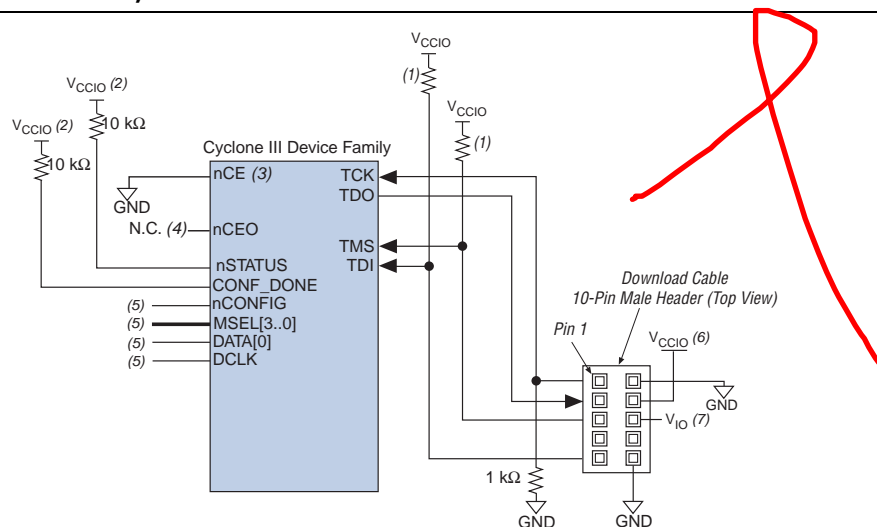 VCCIO
(1)
VCCIO (2)
10 kΩ
VCCIO
(1)
VCCIO (2)
10 kΩ
Cyclone III Device Family
nCE (3)
GND
N.C. (4)
nCEO
nSTATUS
CONF_DONE
(5) nCONFIG
(5) MSEL[3..0]
(5) DATA[0]
(5) DCLK
TCK
TDO
TMS
TDI
Download Cable
10-Pin Male Header (Top View)
Pin 1
VCCIO (6)
GND
VIO (7)
1 kΩ
GND
GND